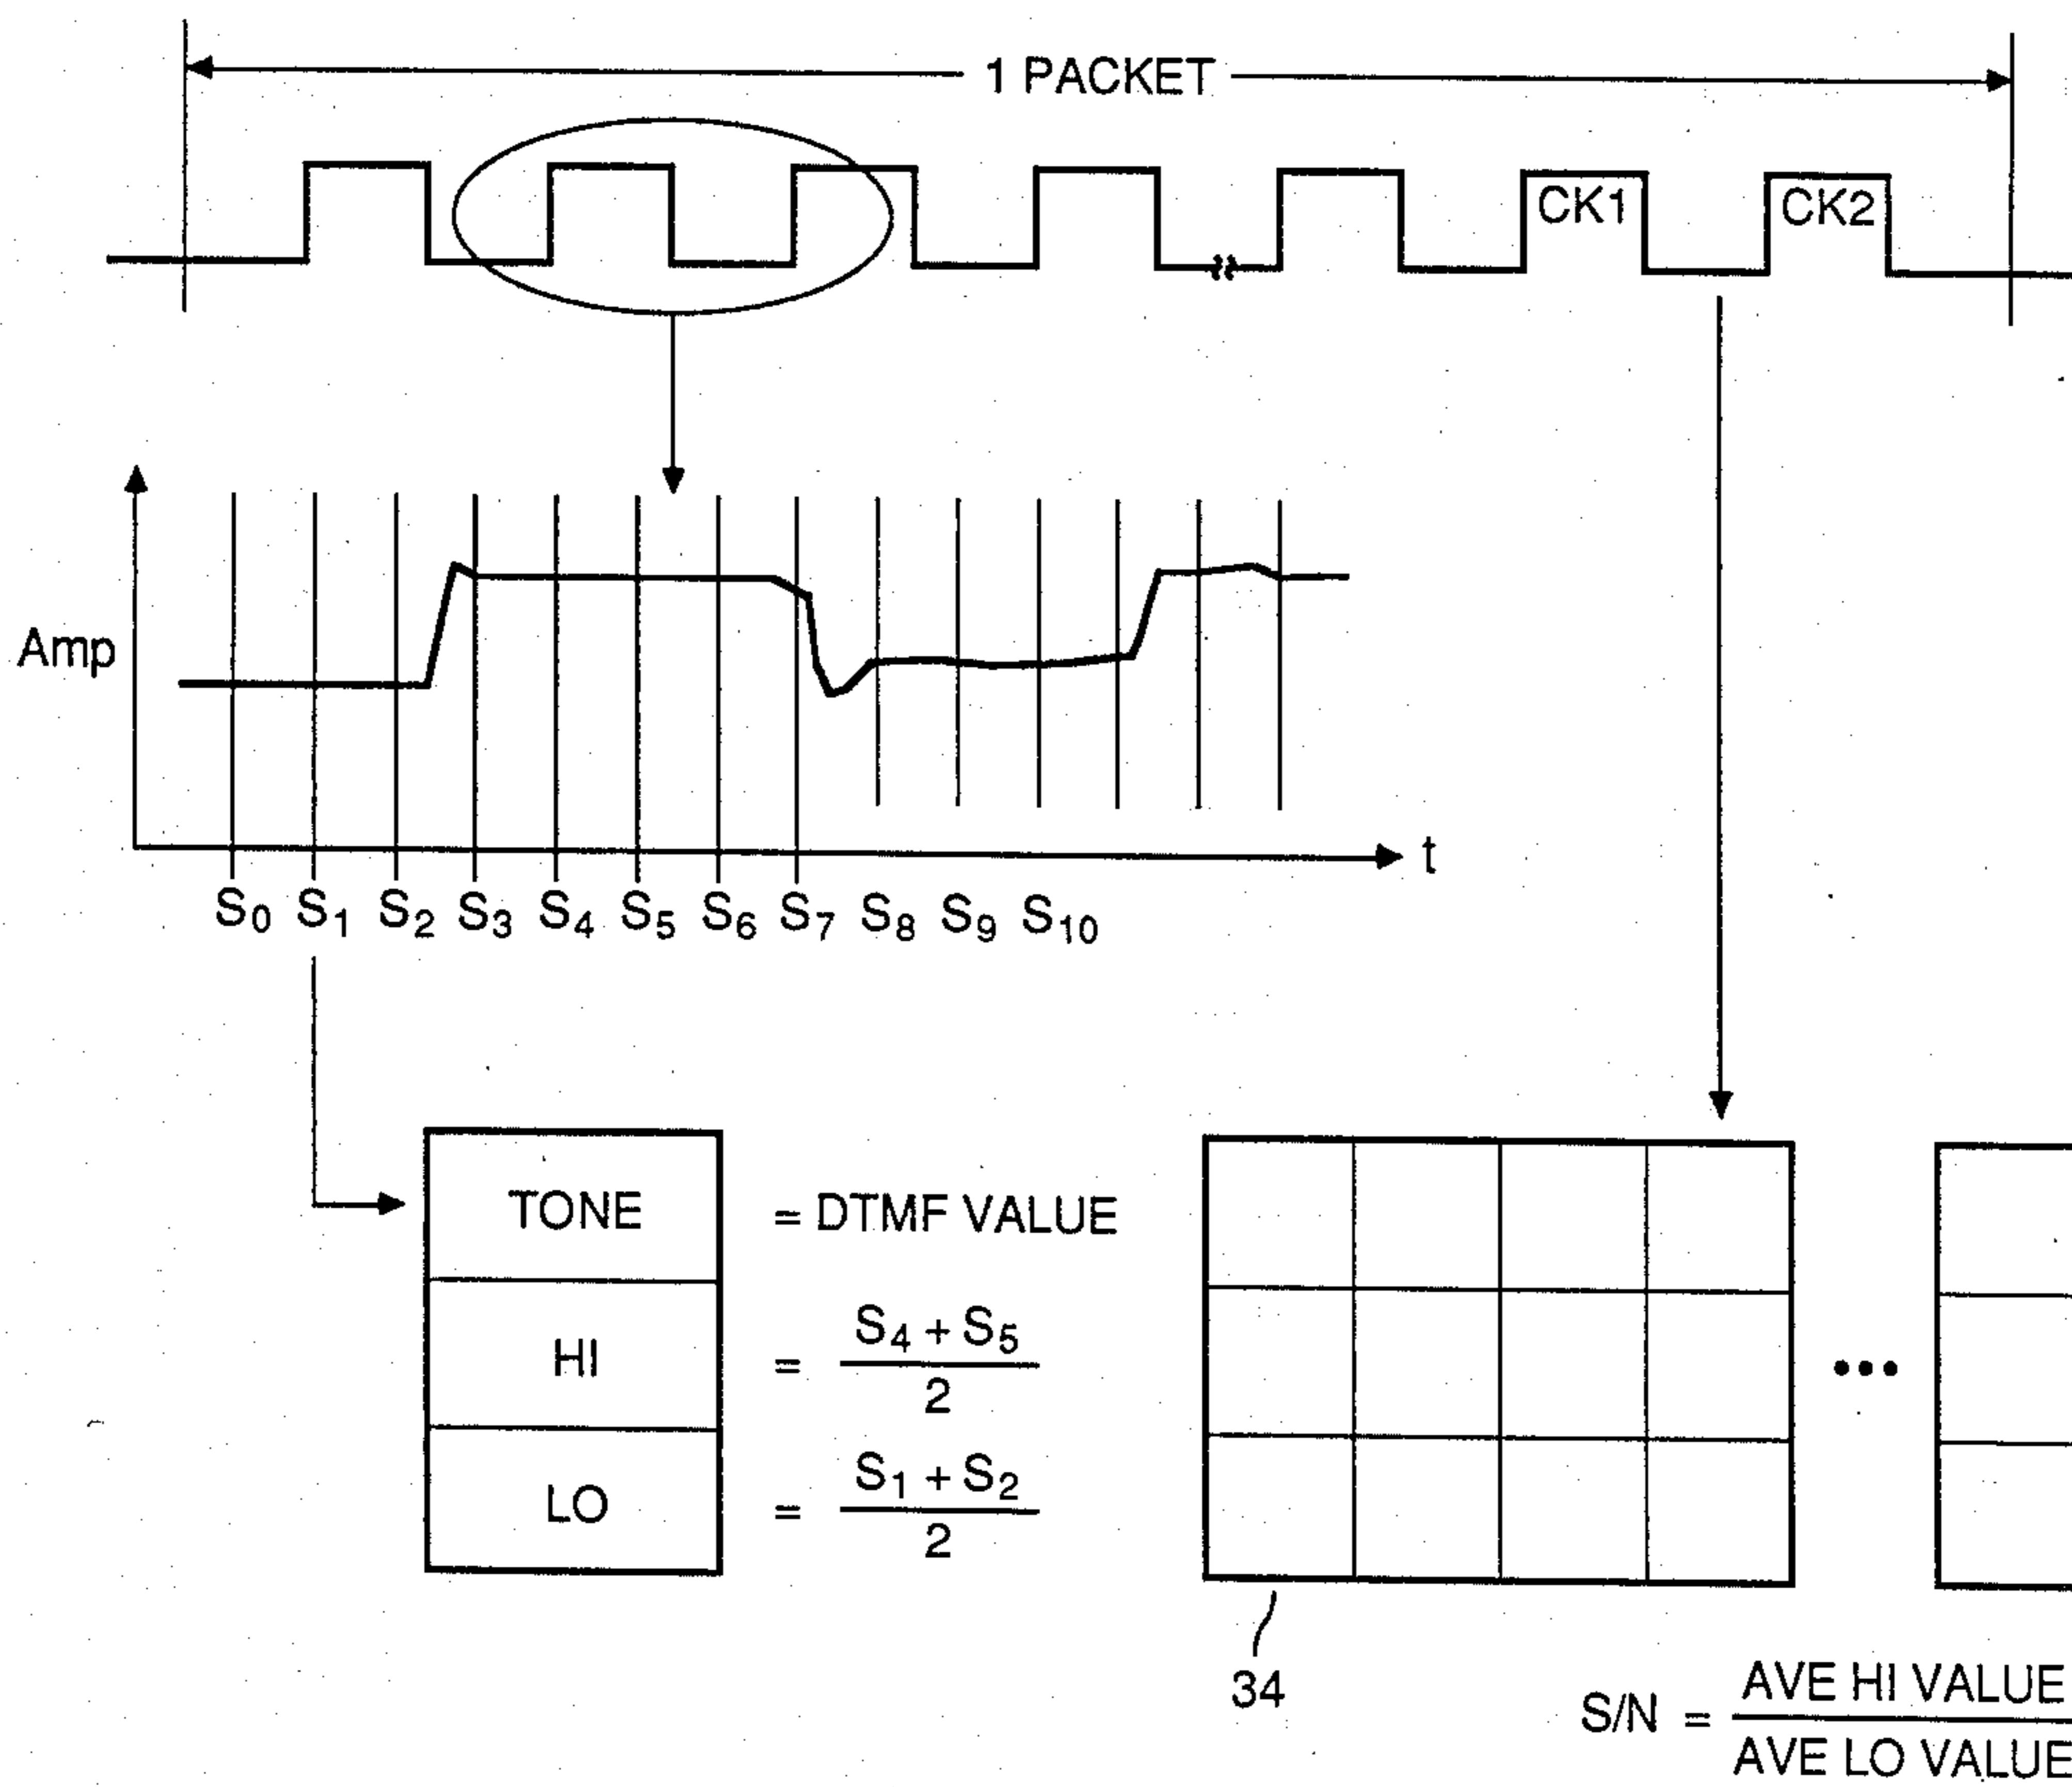 1 PACKET
CK1 CK2
Amp
t
S0 S1 S2 S3 S4 S5 S6 S7 S8 S9 S10
TONE = DTMF VALUE
HI = S4 + S5
2
LO = S1 + S2
2
34
S/N = AVE HI VALUE
AVE LO VALUE